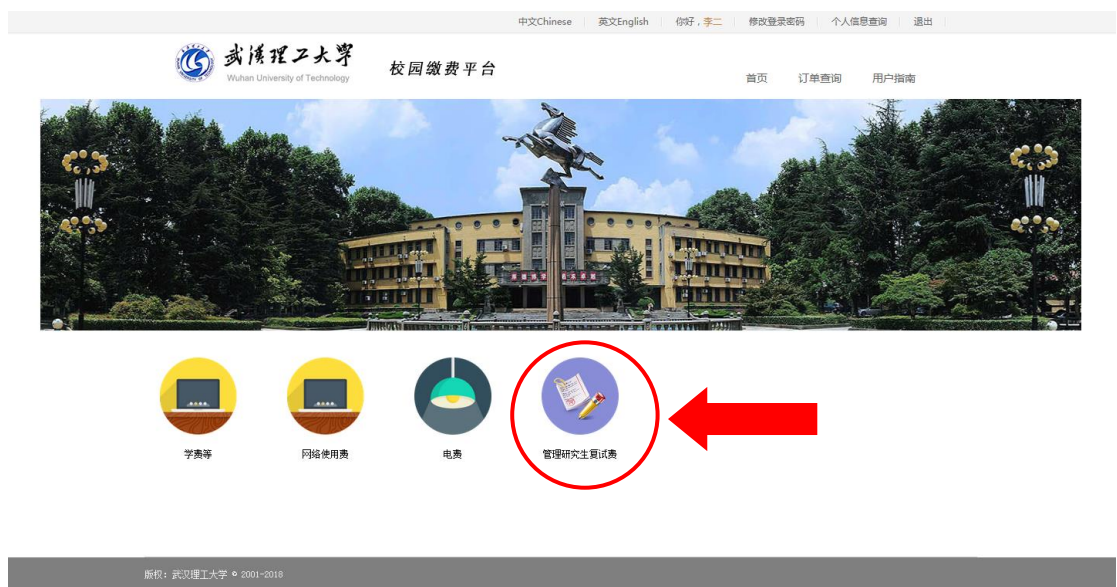 中文Chinese 英文English 你好，李二 修改登录密码 个人信息查询 退出
武汉理工大学
Wuhan University of Technology
校园缴费平台
首页 订单查询 用户指南
学费等 网络使用费 电费 管理研究生复试费
版权：武汉理工大学 © 2001-2018